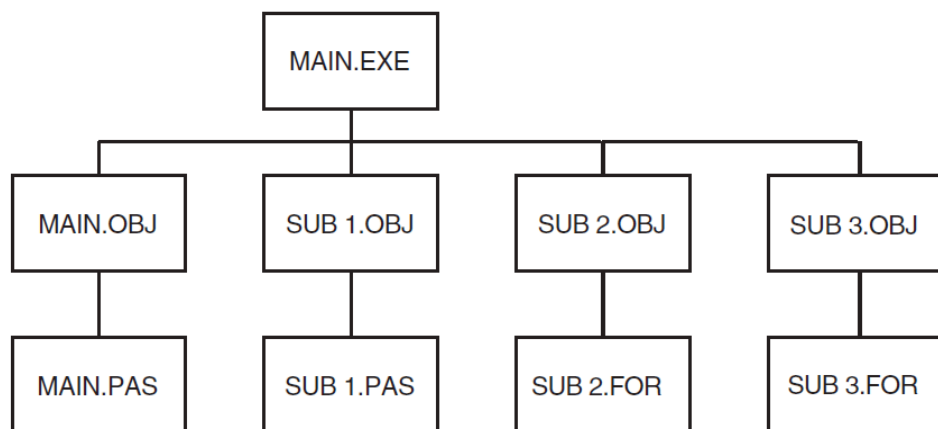 MAIN.EXE
MAIN.OBJ
SUB 1.OBJ
SUB 2.OBJ
SUB 3.OBJ
MAIN.PAS
SUB 1.PAS
SUB 2.FOR
SUB 3.FOR